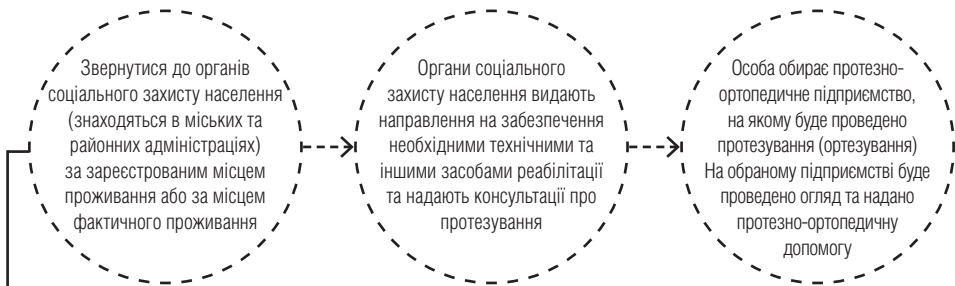 Звернутися до органів
соціального захисту населення
(знаходяться в міських та
районних адміністраціях)
за зареєстрованим місцем
проживання або за місцем
фактичного проживання
Органи соціального
захисту населення видають
направлення на забезпечення
необхідними технічними та
іншими засобами реабілітації
та надають консультації про
протезування
Особа обирає протезно-
ортопедичне підприємство,
на якому буде проведено
протезування (ортезування)
На обраному підприємстві буде
проведено огляд та надано
протезно-ортопедичну
допомогу